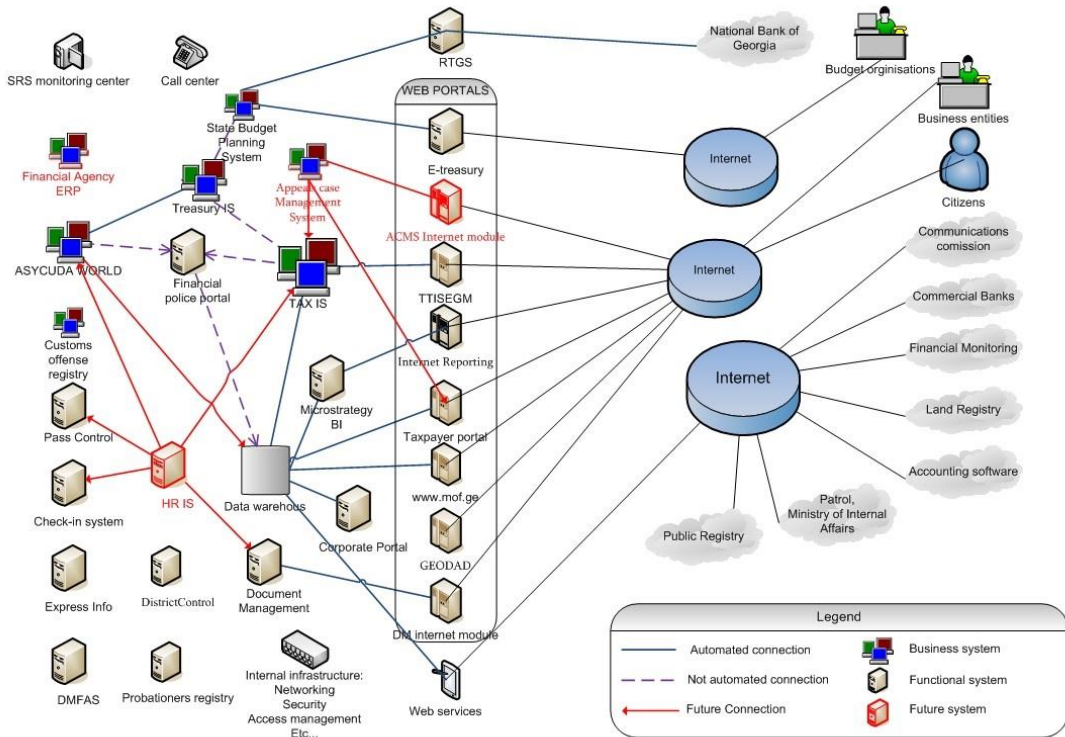 SRS monitoring center
Call center
RTGS
National Bank of
Georgia
Budget orginisations
Business entities
WEB PORTALS
State Budget
Planning
System
E-treasury
Internet
Financial Agency
ERP
Treasury IS
Appeal case
Management
System
ACMS Internet module
Citizens
Communications
comission
ASYCUDA WORLD
Financial
police portal
TAX IS
TTISEGM
Internet
Commercial Banks
Customs
offense
registry
Internet Reporting
Financial Monitoring
Internet
Microstrategy
BI
Pass Control
Taxpayer portal
Land Registry
HR IS
Data warehous
www.mof.ge
Accounting software
Check-in system
Corporate Portal
Patrol,
Ministry of Internal
Affairs
Public Registry
GEODAD
Express Info
DistrictControl
Document
Management
DM internet module
DMFAS
Probationers registry
Internal infrastructure:
Networking
Security
Access management
Etc...
Web services
Legend
Automated connection
Business system
Not automated connection
Functional system
Future Connection
Future system